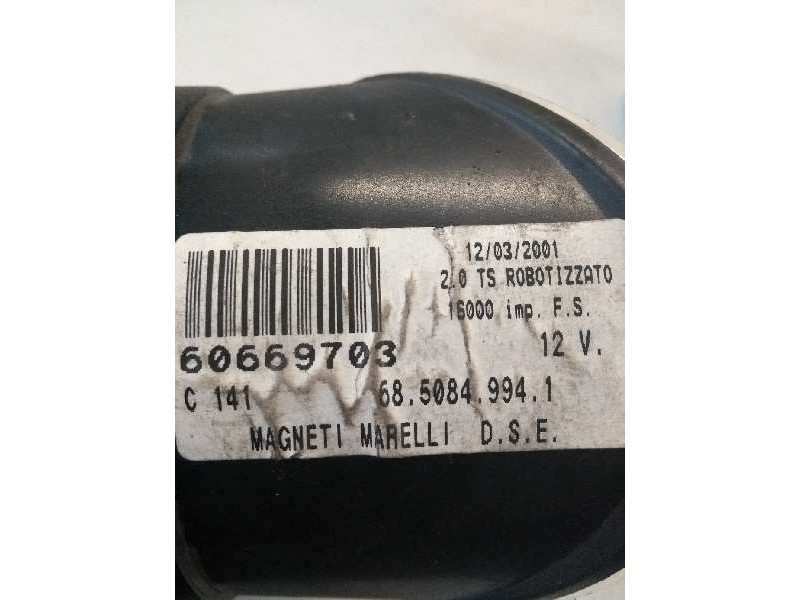 12/03/2001
2.0 TS ROBOTIZZATO
16000 imp. F.S.
12 V.
60669703
C 141 68.5084.994.1
MAGNETI MARELLI D.S.E.